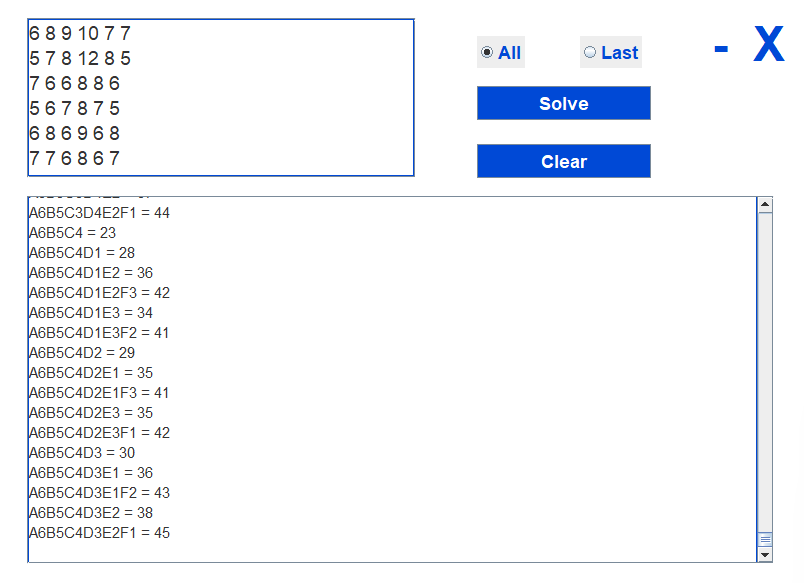 6 8 9 10 7 7
5 7 8 12 8 5
7 6 6 8 8 6
5 6 7 8 7 5
6 8 6 9 6 8
7 7 6 8 6 7
All
Last
- X
Solve
Clear
A6B5C3D4E2F1 = 44
A6B5C4 = 23
A6B5C4D1 = 28
A6B5C4D1E2 = 36
A6B5C4D1E2F3 = 42
A6B5C4D1E3 = 34
A6B5C4D1E3F2 = 41
A6B5C4D2 = 29
A6B5C4D2E1 = 35
A6B5C4D2E1F3 = 41
A6B5C4D2E3 = 35
A6B5C4D2E3F1 = 42
A6B5C4D3 = 30
A6B5C4D3E1 = 36
A6B5C4D3E1F2 = 43
A6B5C4D3E2 = 38
A6B5C4D3E2F1 = 45